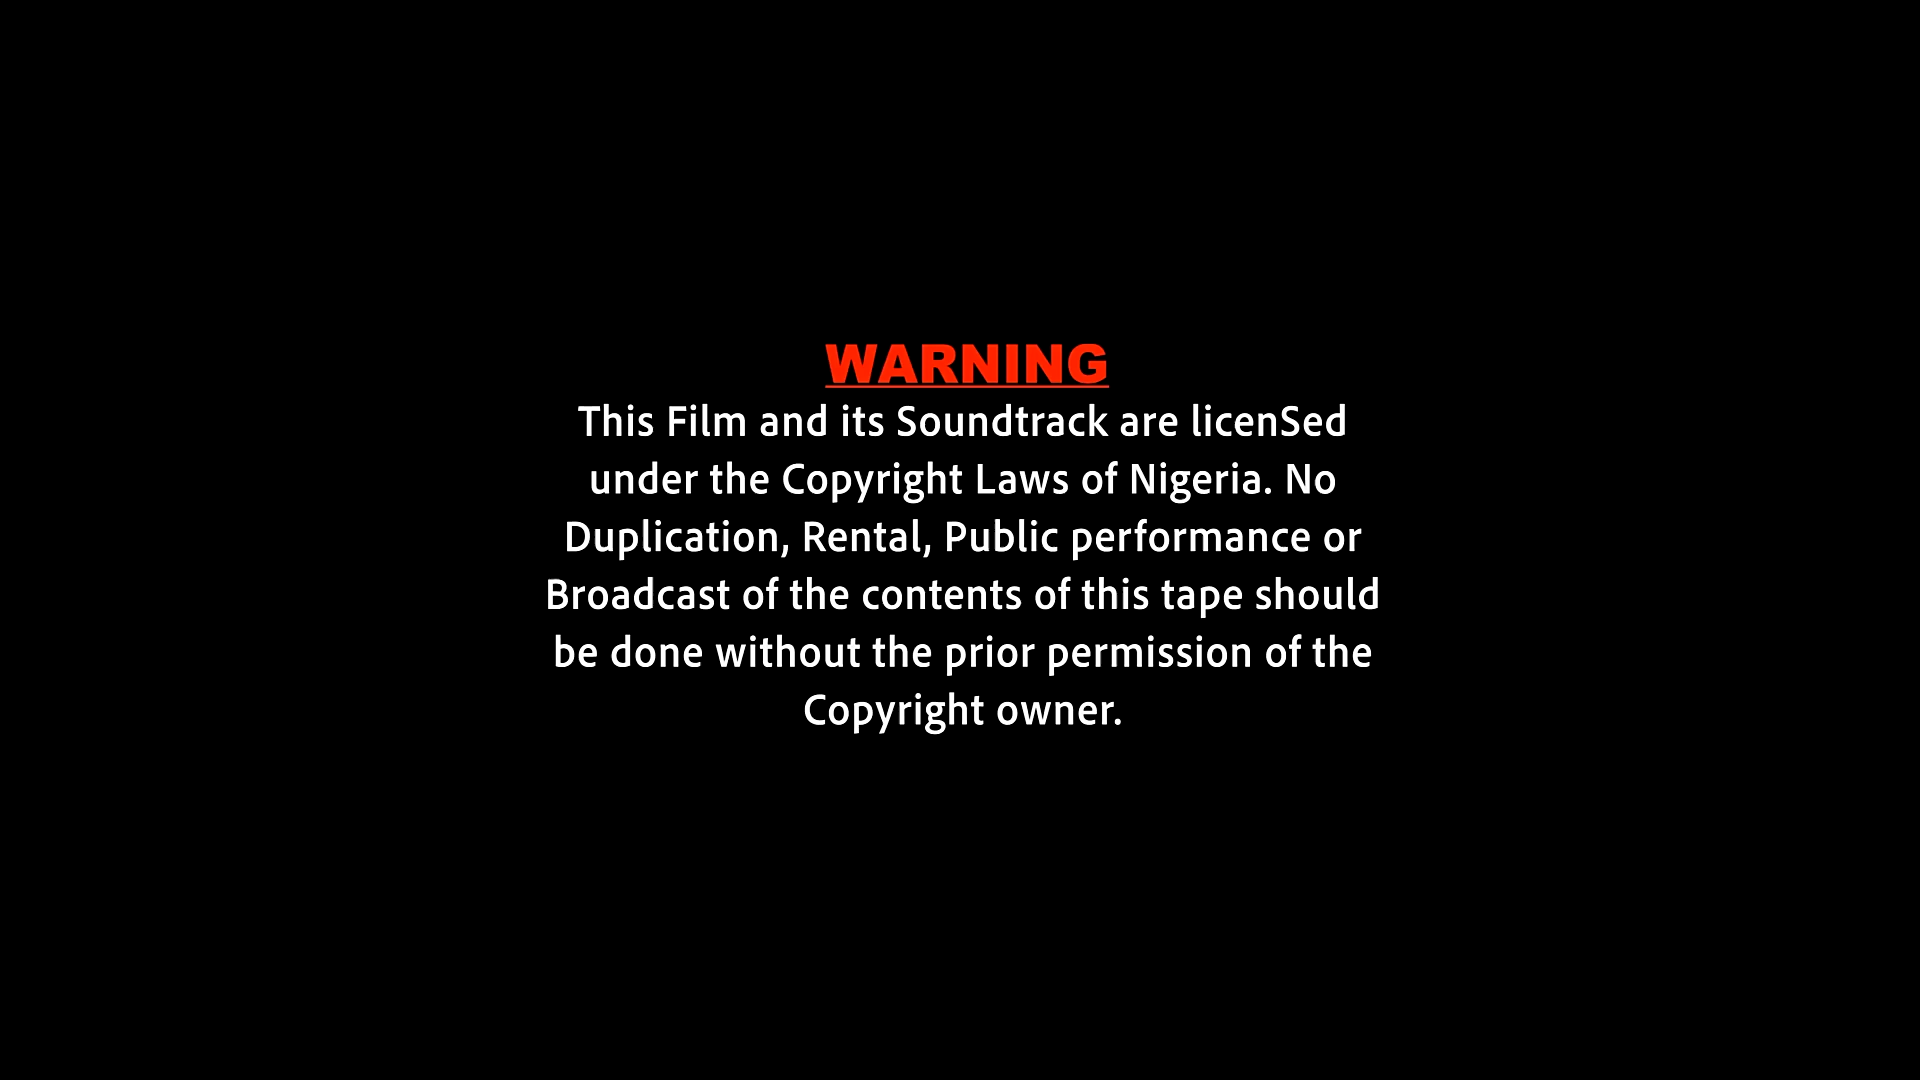 WARNING
This Film and its Soundtrack are licenSed
under the Copyright Laws of Nigeria. No
Duplication, Rental, Public performance or
Broadcast of the contents of this tape should
be done without the prior permission of the
Copyright owner.